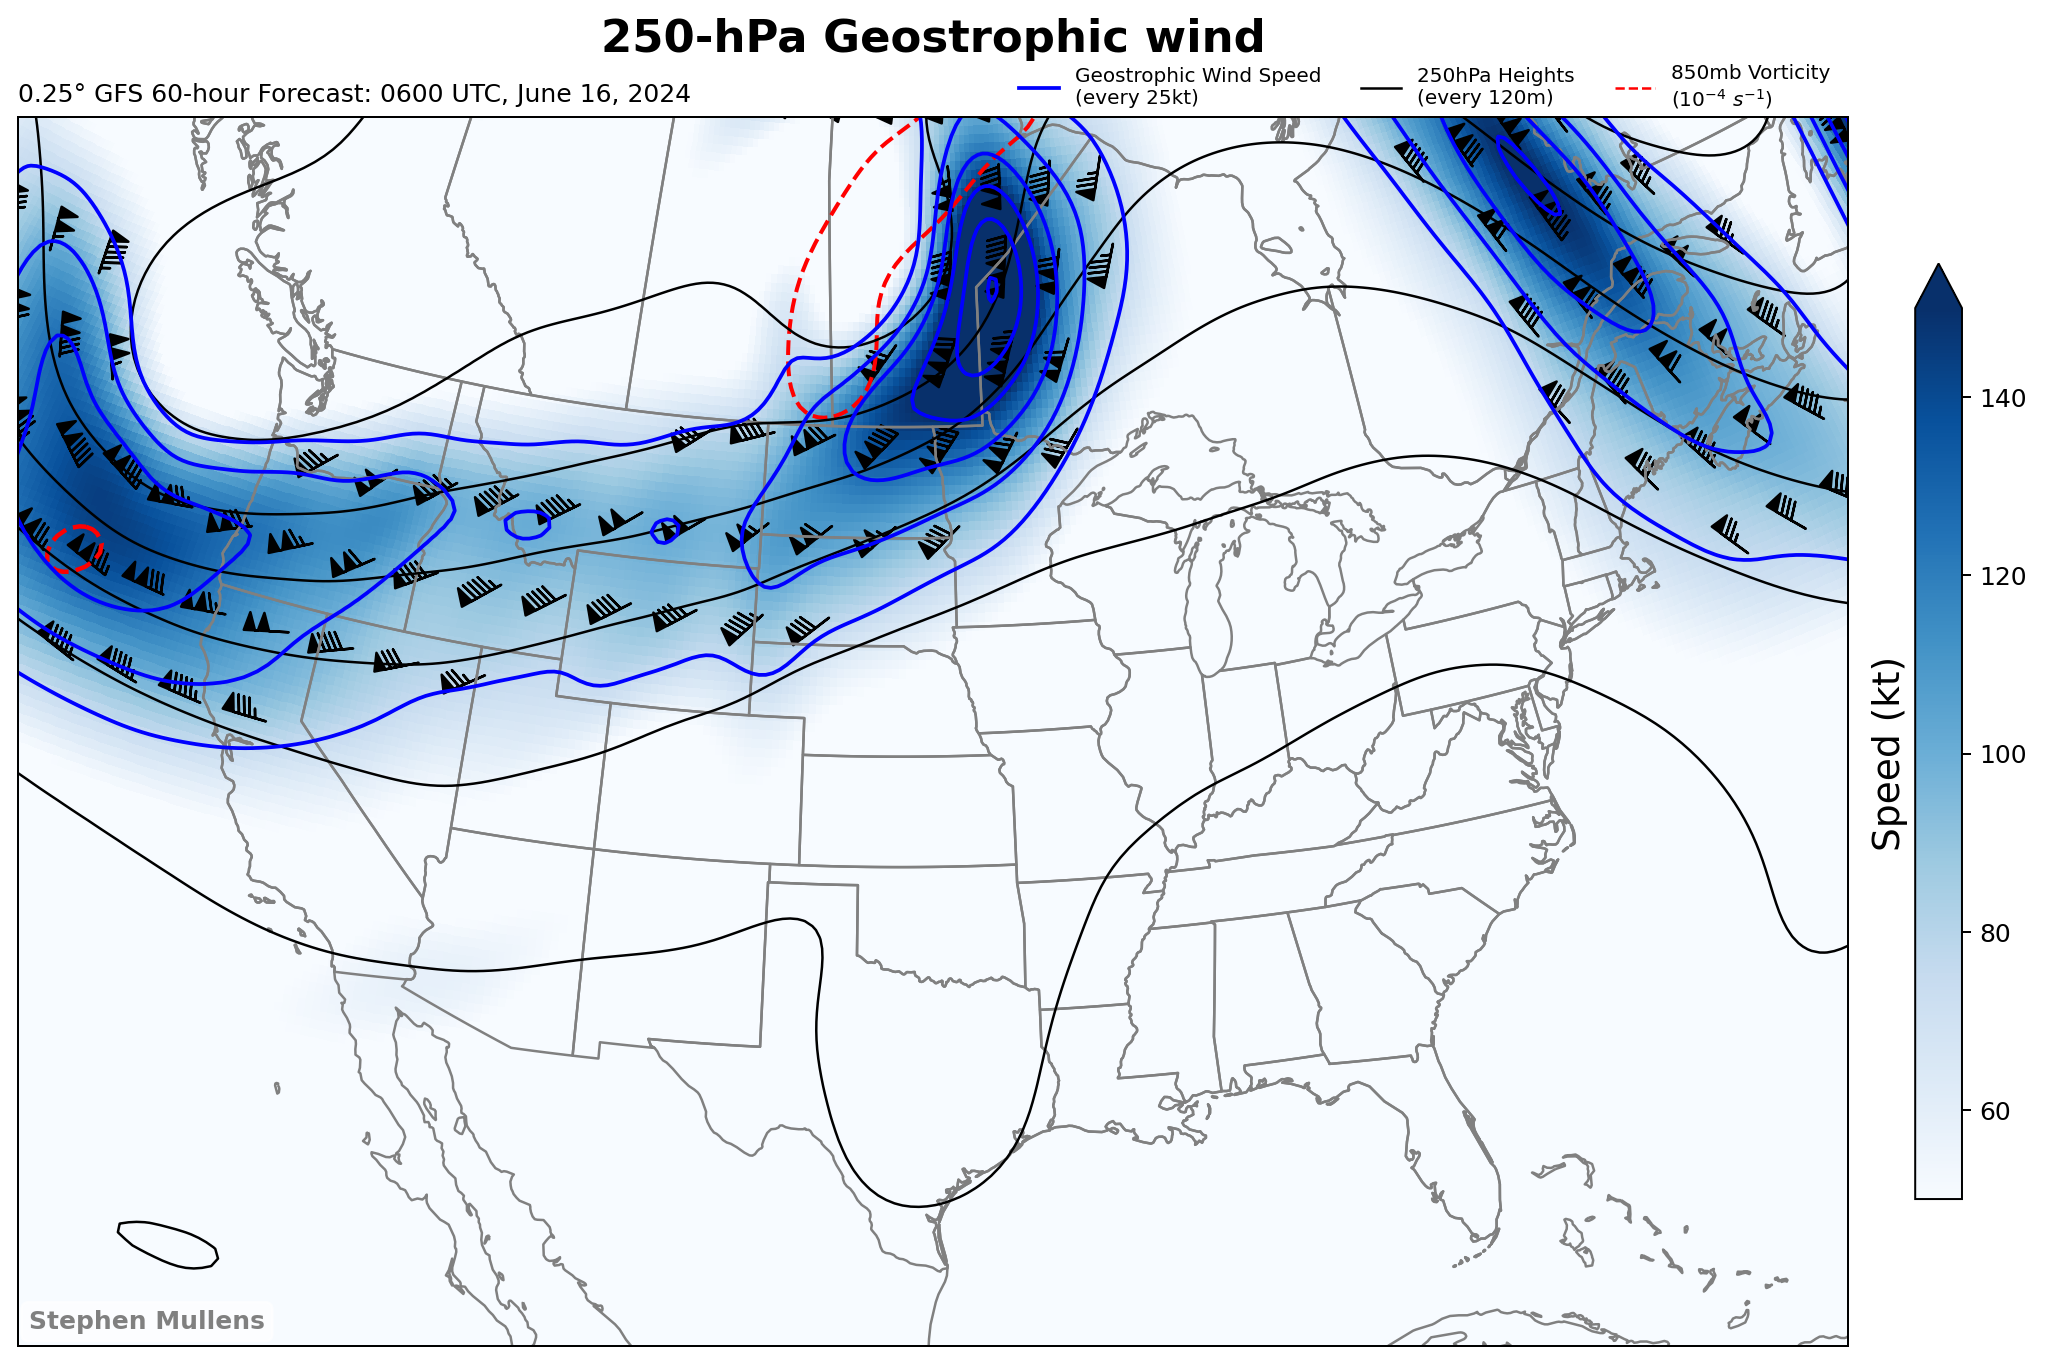 250-hPa Geostrophic wind
0.25° GFS 60-hour Forecast: 0600 UTC, June 16, 2024
Geostrophic Wind Speed
(every 25kt)
250hPa Heights
(every 120m)
850mb Vorticity
(10⁻⁴ s⁻¹)
140
120
100
80
60
Speed (kt)
Stephen Mullens